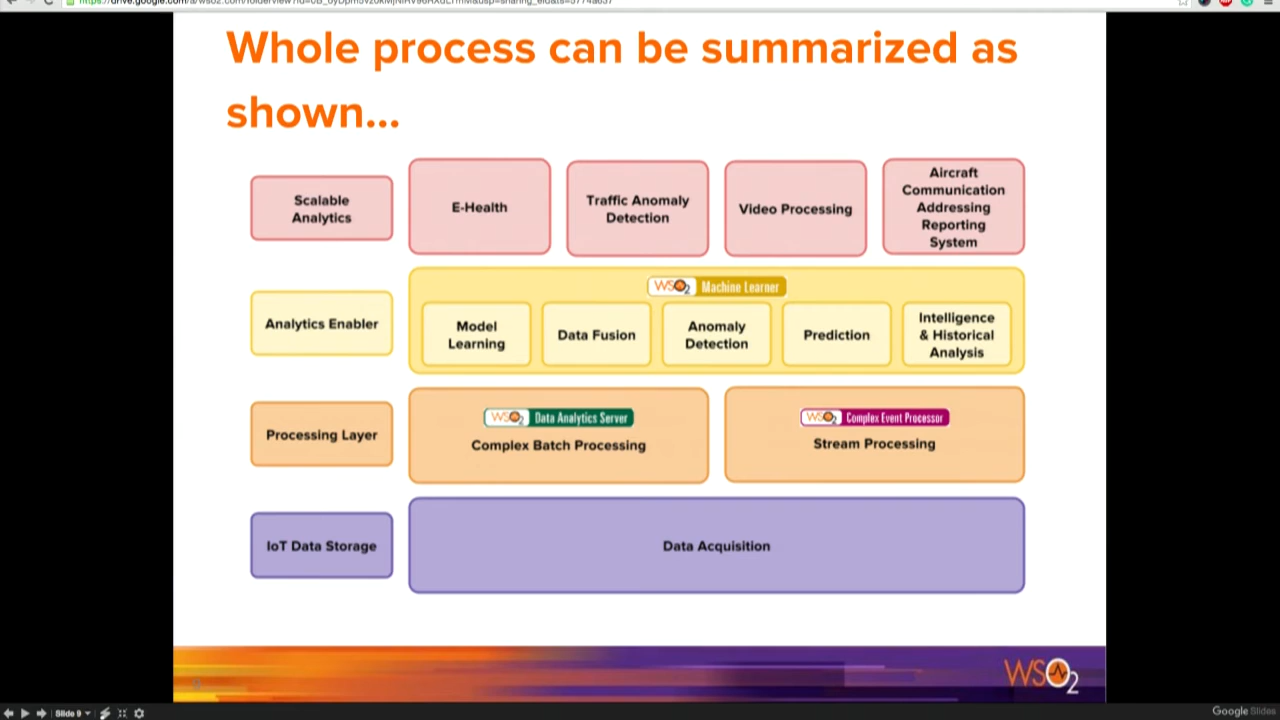 Whole process can be summarized as
shown...
Scalable
Analytics
E-Health
Traffic Anomaly
Detection
Video Processing
Aircraft
Communication
Addressing
Reporting
System
Analytics Enabler
WSO2 Machine Learner
Model
Learning
Data Fusion
Anomaly
Detection
Prediction
Intelligence
& Historical
Analysis
Processing Layer
WSO2 Data Analytics Server
Complex Batch Processing
WSO2 Complex Event Processor
Stream Processing
IoT Data Storage
Data Acquisition
WSO2
Slide 9
Google Slides